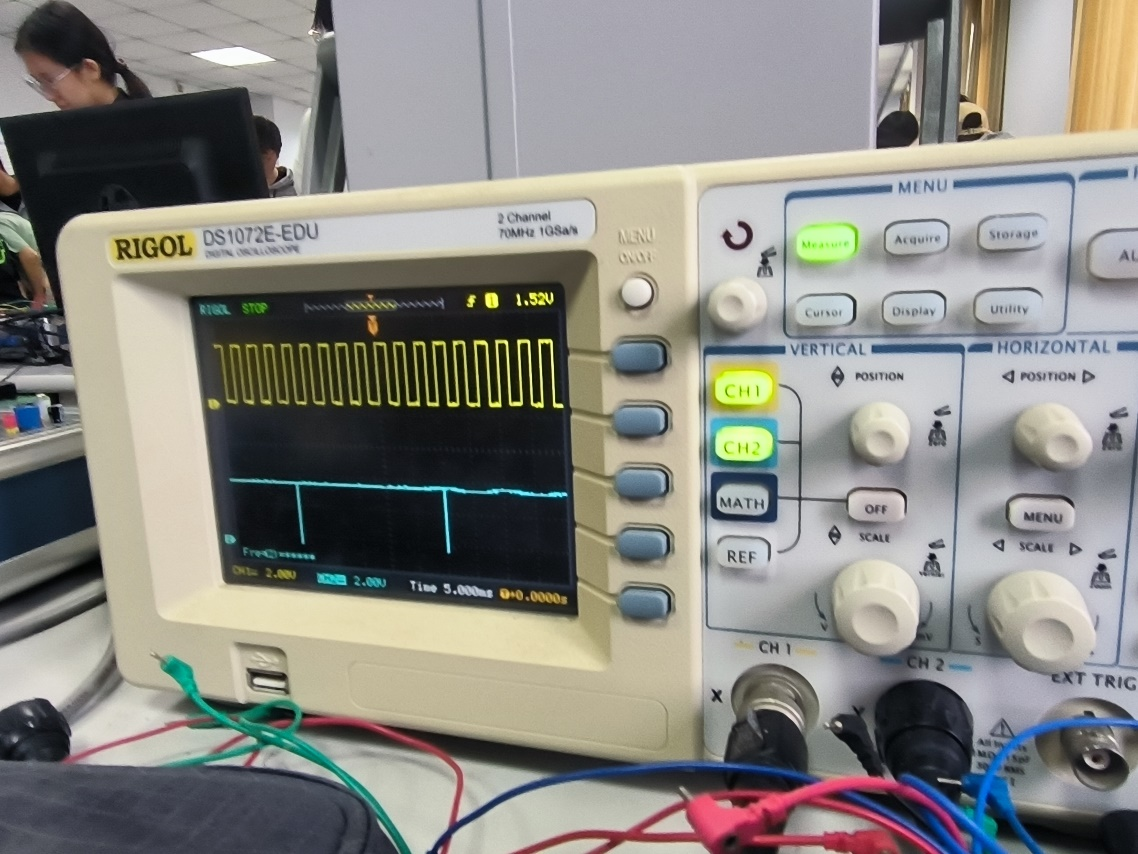 RIGOL DS1072E-EDU
DIGITAL OSCILLOSCOPE
2 Channel
70MHz 1GSa/s
MENU
ON/OFF
RIGOL STOP
1.52V
CH1= 2.00V CH2= 2.00V Time 5.000ms 0.0000s
MENU
Measure Acquire Storage
Cursor Display Utility
VERTICAL
HORIZONTAL
CH1
POSITION
POSITION
CH2
MATH
OFF
MENU
REF
SCALE
SCALE
CH 1
CH 2
EXT TRIG
X